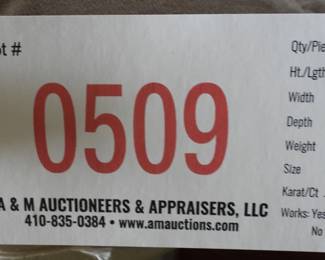 ot #
0509
A & M AUCTIONEERS & APPRAISERS, LLC
410-835-0384 • www.amauctions.com
Qty/Pie
Ht./Lgth
Width
Depth
Weight
Size
Karat/Ct
Works: Yes
No